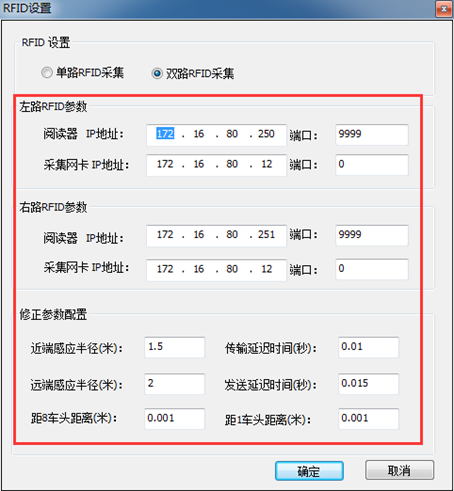 RFID设置
RFID 设置
单路RFID采集 双路RFID采集
左路RFID参数
阅读器 IP地址: 172 . 16 . 80 . 250 端口: 9999
采集网卡IP地址: 172 . 16 . 80 . 12 端口: 0
右路RFID参数
阅读器 IP地址: 172 . 16 . 80 . 251 端口: 9999
采集网卡IP地址: 172 . 16 . 80 . 12 端口: 0
修正参数配置
近端感应半径(米): 1.5 传输延迟时间(秒): 0.01
远端感应半径(米): 2 发送延迟时间(秒): 0.015
距8车头距离(米): 0.001 距1车头距离(米): 0.001
确定 取消